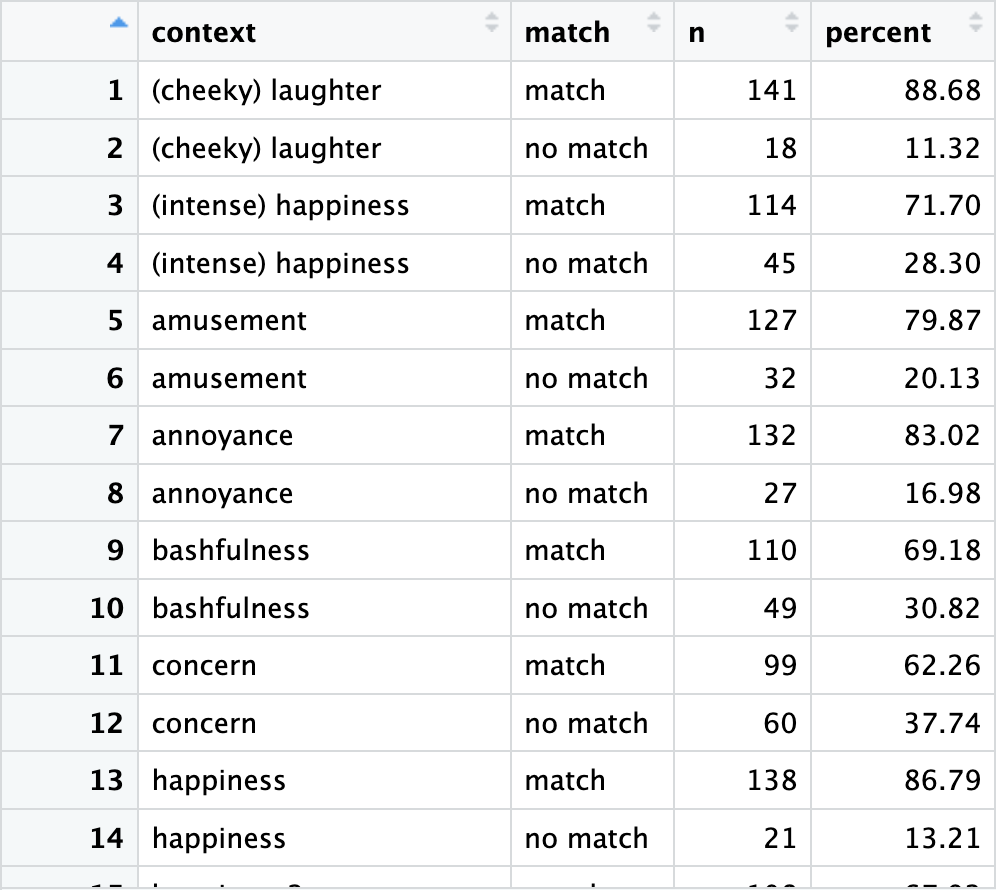 context match n percent
1 (cheeky) laughter match 141 88.68
2 (cheeky) laughter no match 18 11.32
3 (intense) happiness match 114 71.70
4 (intense) happiness no match 45 28.30
5 amusement match 127 79.87
6 amusement no match 32 20.13
7 annoyance match 132 83.02
8 annoyance no match 27 16.98
9 bashfulness match 110 69.18
10 bashfulness no match 49 30.82
11 concern match 99 62.26
12 concern no match 60 37.74
13 happiness match 138 86.79
14 happiness no match 21 13.21